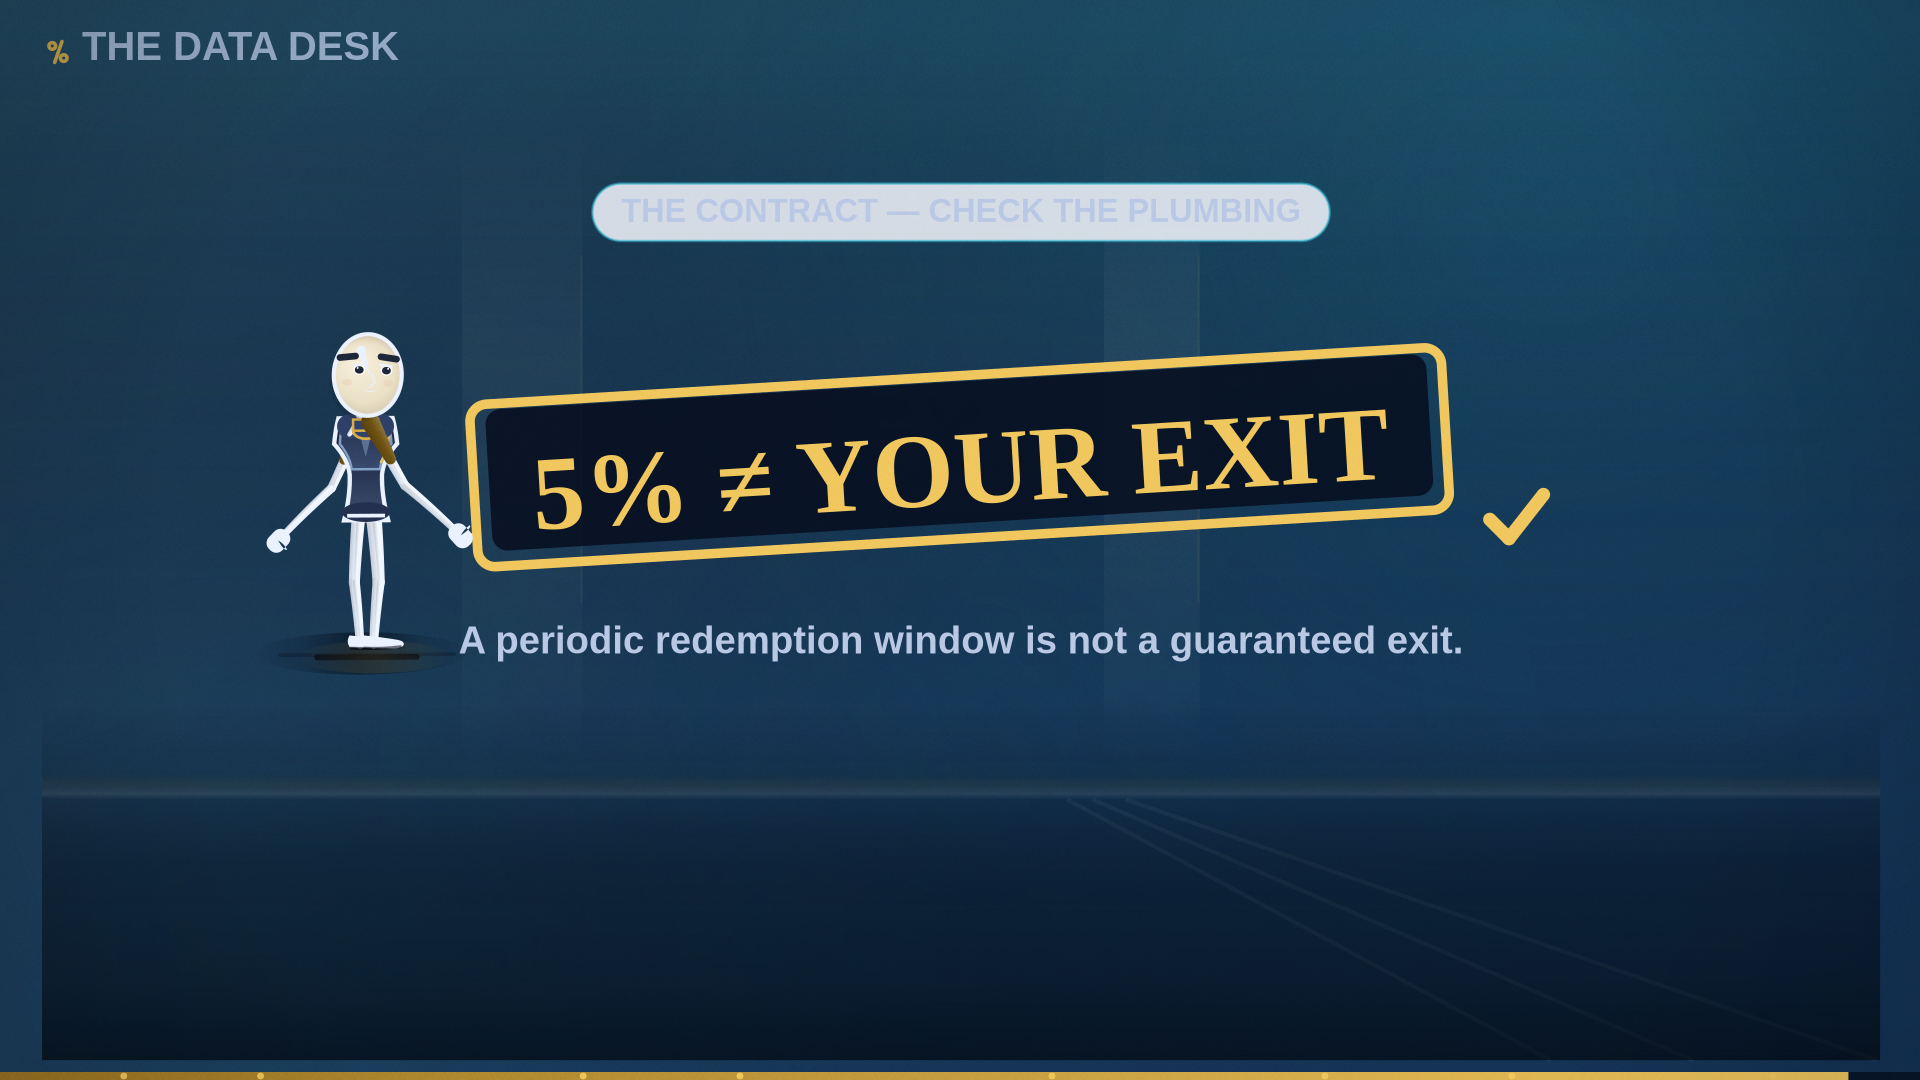 % THE DATA DESK
THE CONTRACT — CHECK THE PLUMBING
5% ≠ YOUR EXIT
A periodic redemption window is not a guaranteed exit.